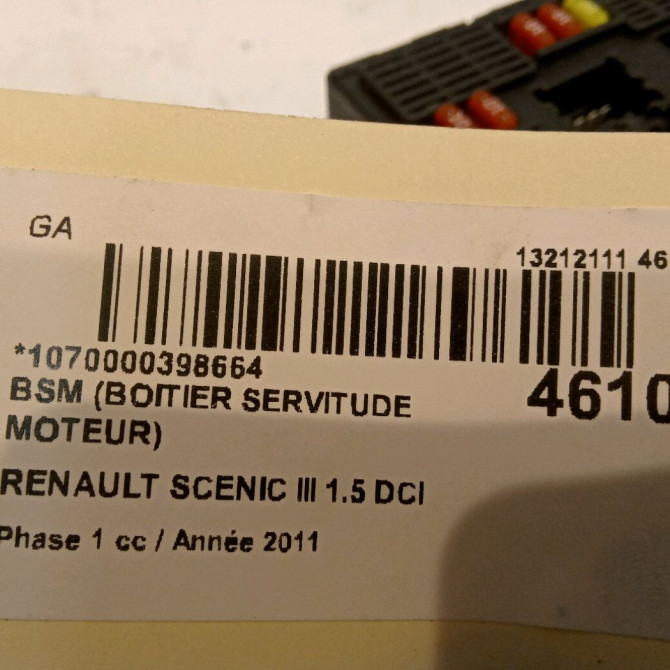 GA
13212111 46
*1070000398664
4610
BSM (BOITIER SERVITUDE
MOTEUR)
RENAULT SCENIC III 1.5 DCI
Phase 1 cc / Année 2011